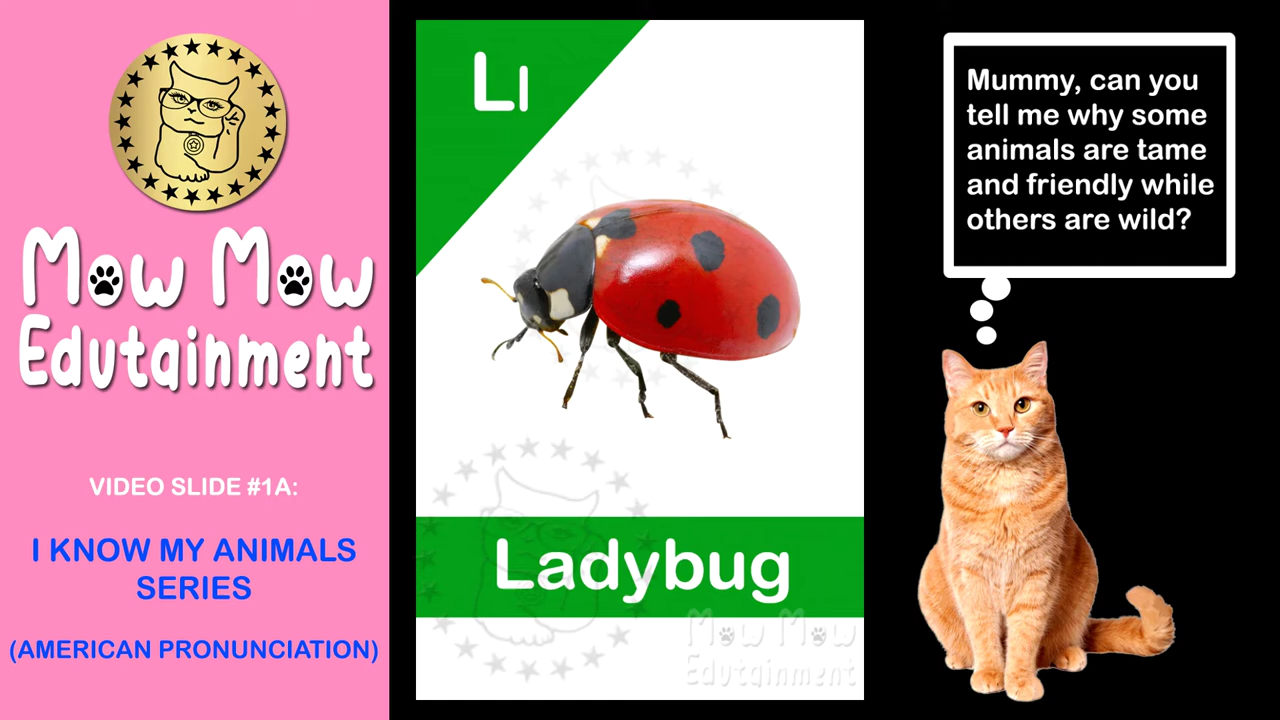 Mow Mow
Edutainment
VIDEO SLIDE #1A:
I KNOW MY ANIMALS
SERIES
(AMERICAN PRONUNCIATION)
Ll
Ladybug
Mow Mow
Edutainment
Mummy, can you
tell me why some
animals are tame
and friendly while
others are wild?